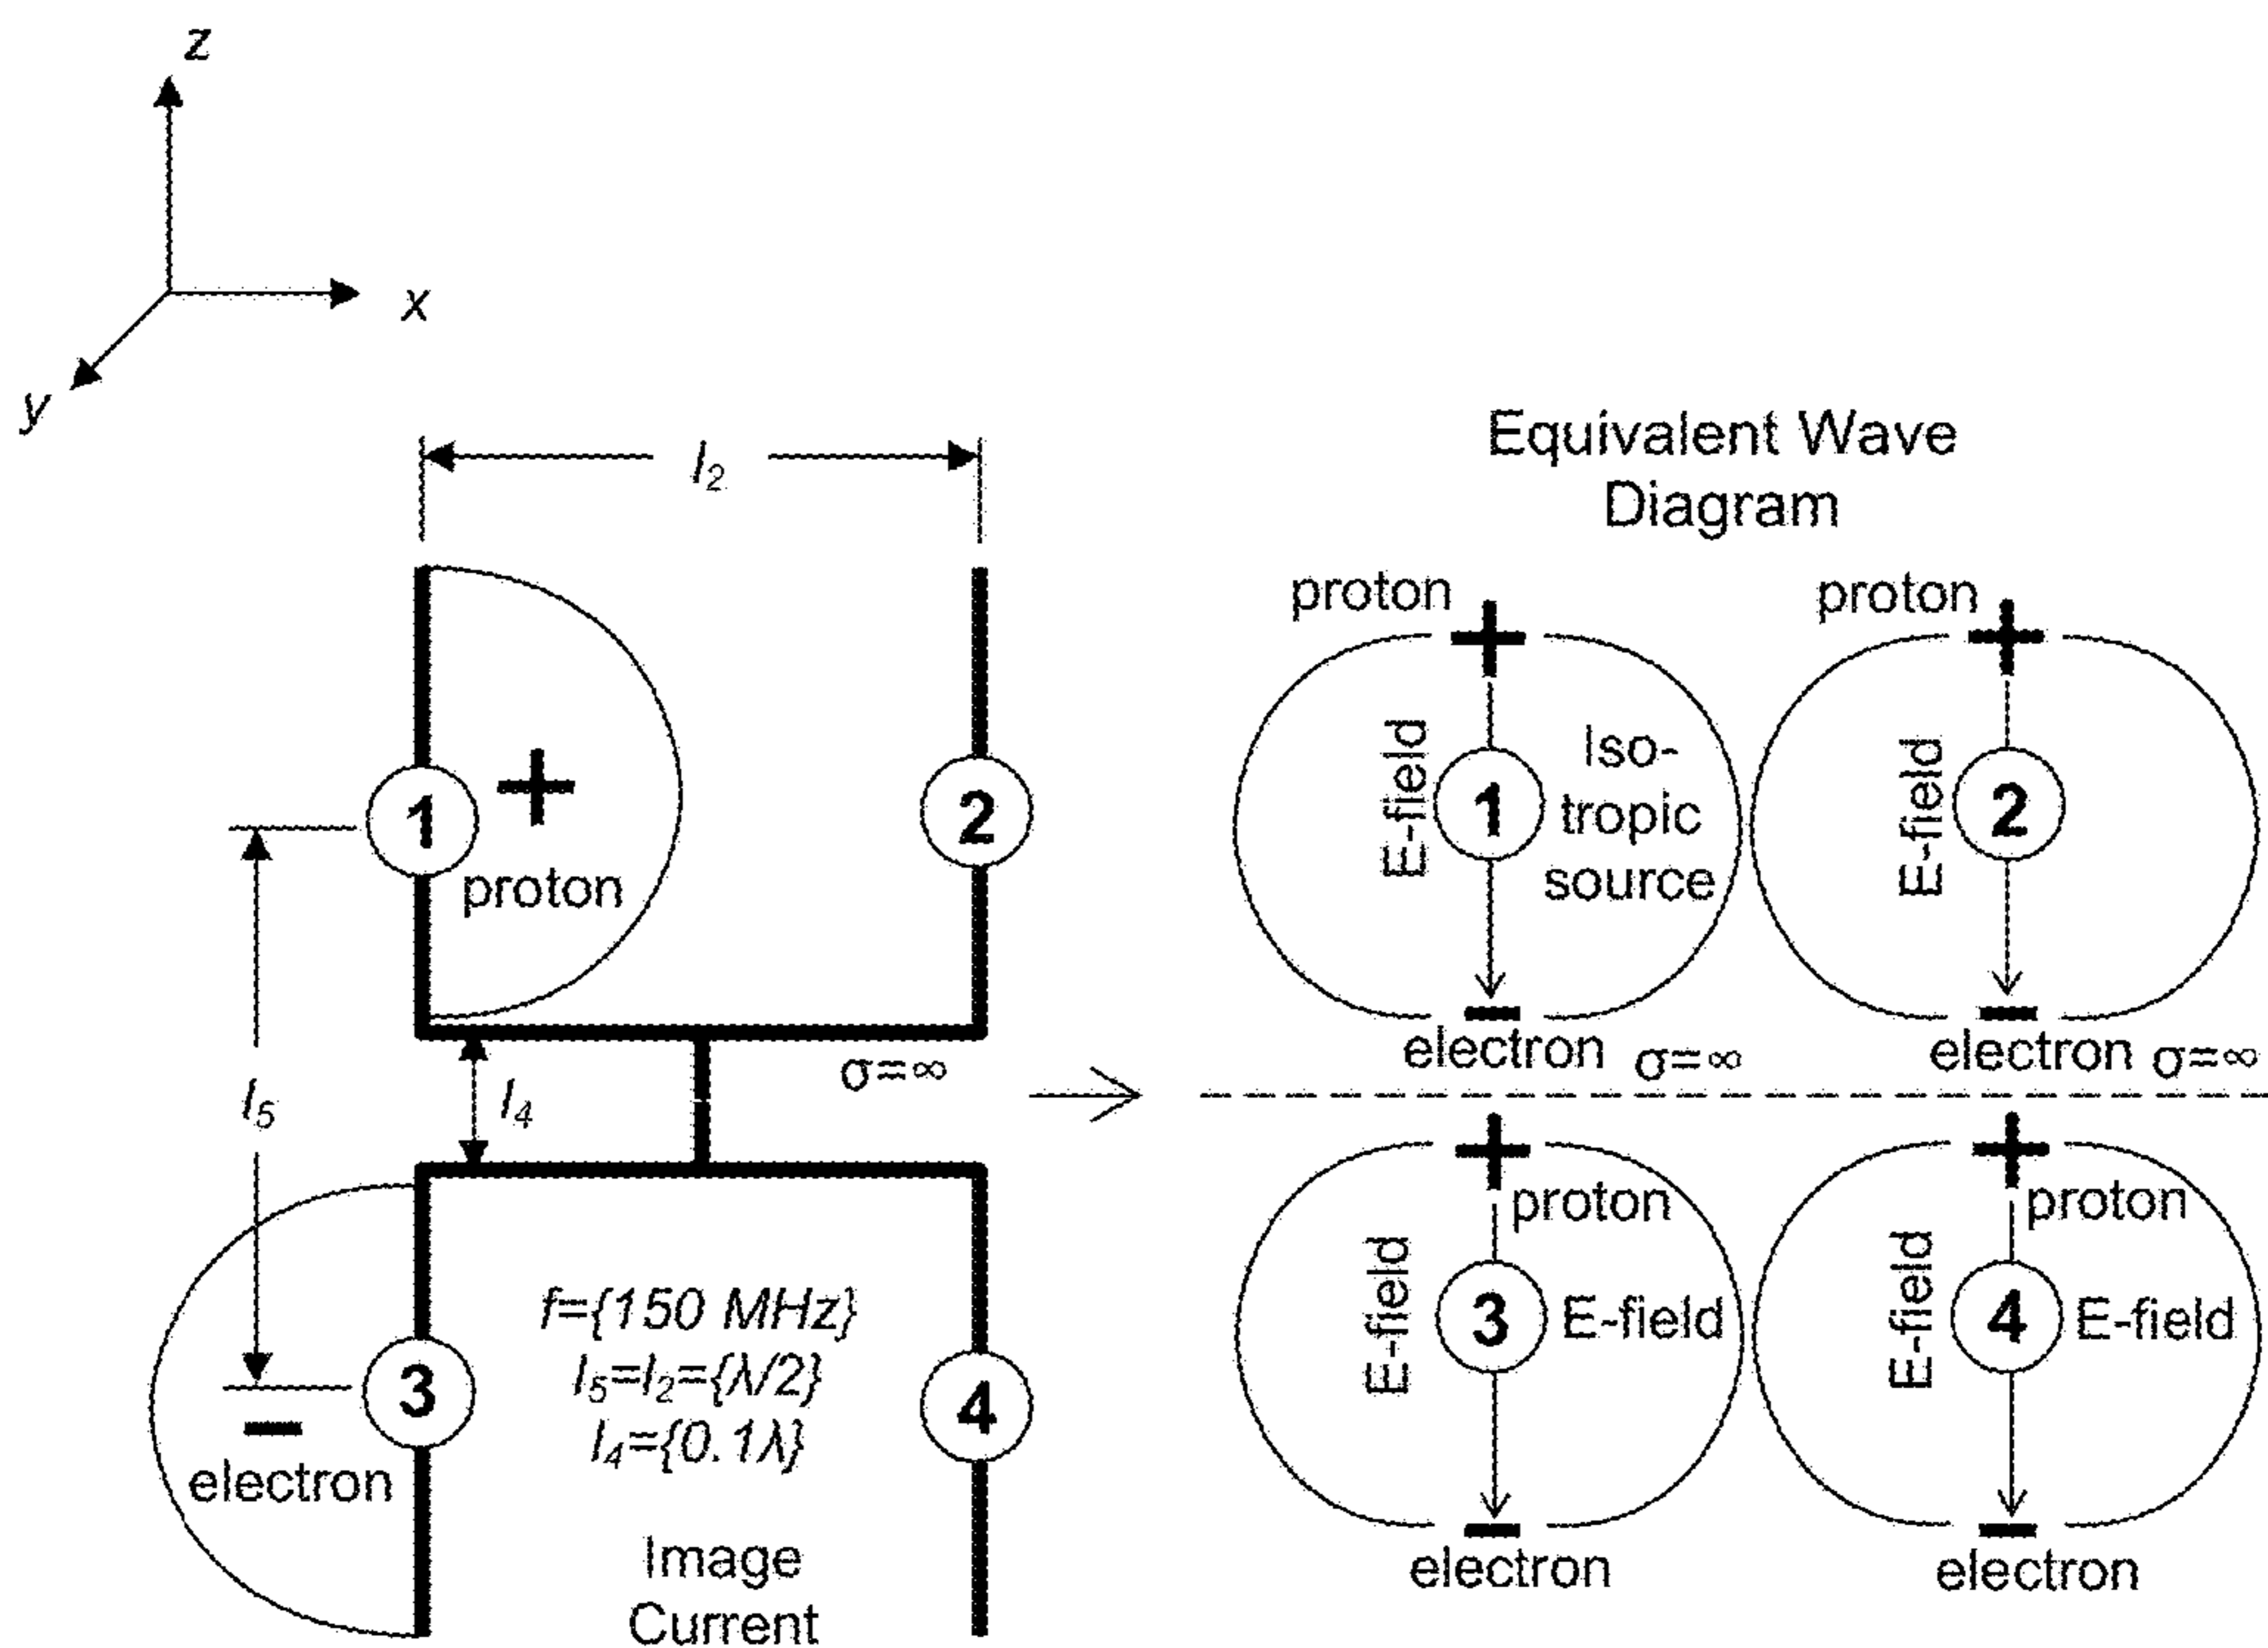 z
x
y
l2
Equivalent Wave
Diagram
proton
proton
+
+
1
+
proton
2
E-field
1
Iso-
tropic
source
E-field
2
−
electron
σ=∞
−
electron
σ=∞
σ=∞
l5
l4
+
proton
+
proton
3
−
electron
f={150 MHz}
l5=l2={λ/2}
l4={0.1λ}
4
E-field
3
E-field
E-field
4
E-field
−
electron
−
electron
Image
Current